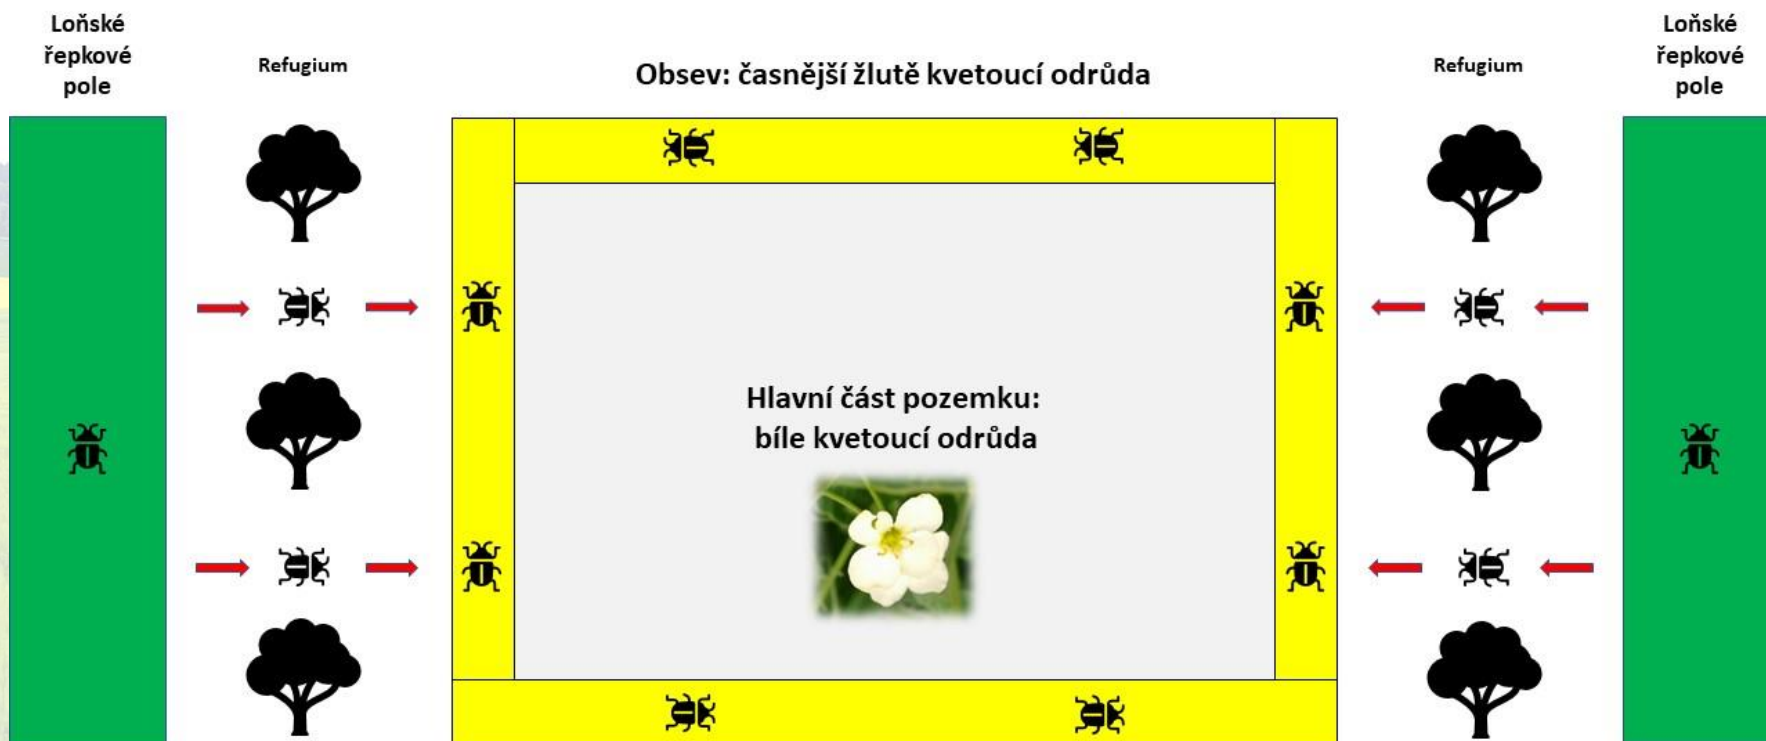 Loňské
řepkové
pole
Refugium
Obsev: časnější žlutě kvetoucí odrůda
Refugium
Loňské
řepkové
pole
Hlavní část pozemku:
bíle kvetoucí odrůda